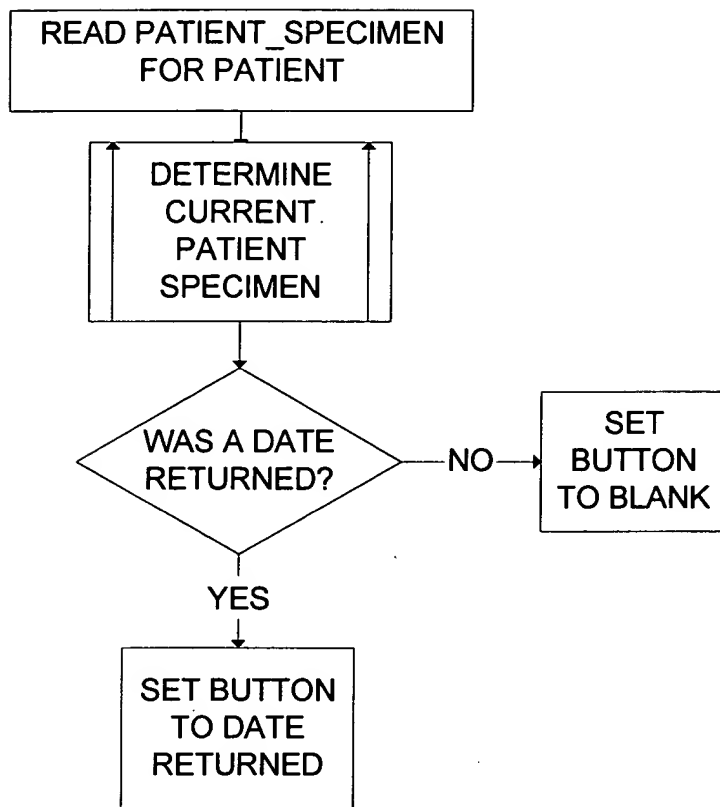 READ PATIENT_SPECIMEN
FOR PATIENT
DETERMINE
CURRENT
PATIENT
SPECIMEN
WAS A DATE
RETURNED?
NO
SET
BUTTON
TO BLANK
YES
SET BUTTON
TO DATE
RETURNED